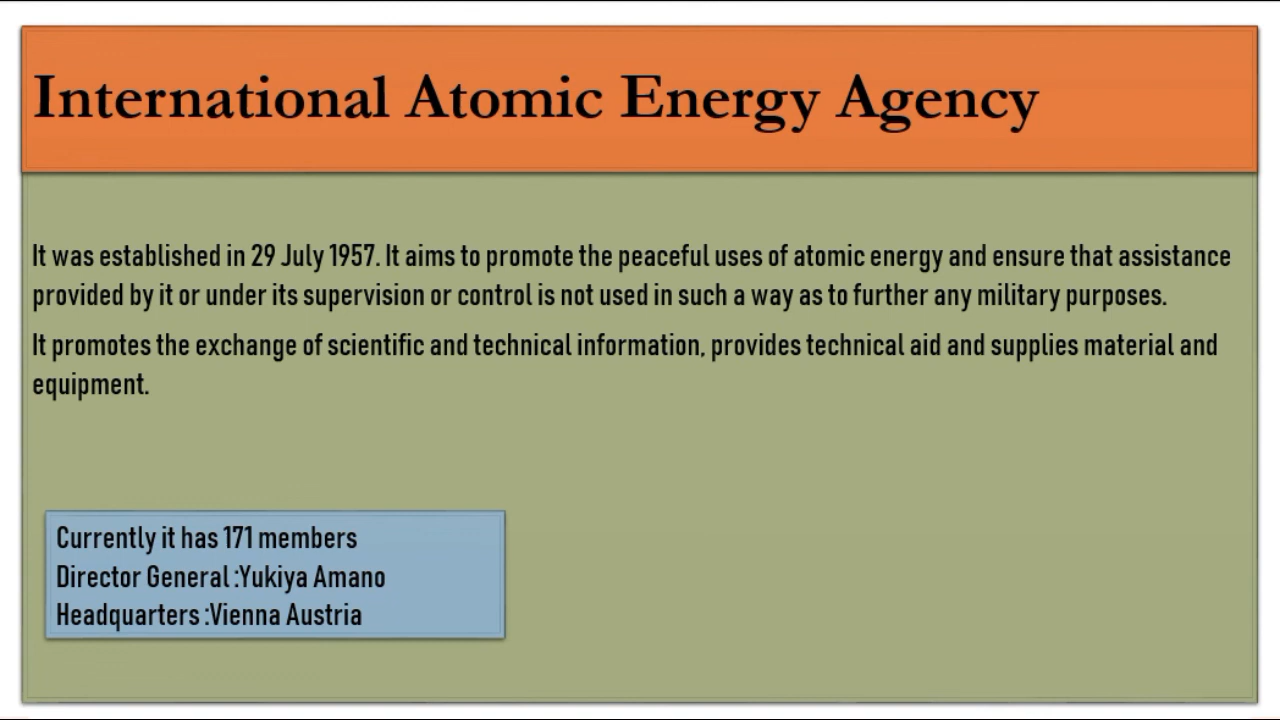 International Atomic Energy Agency
It was established in 29 July 1957. It aims to promote the peaceful uses of atomic energy and ensure that assistance
provided by it or under its supervision or control is not used in such a way as to further any military purposes.
It promotes the exchange of scientific and technical information, provides technical aid and supplies material and
equipment.
Currently it has 171 members
Director General :Yukiya Amano
Headquarters :Vienna Austria